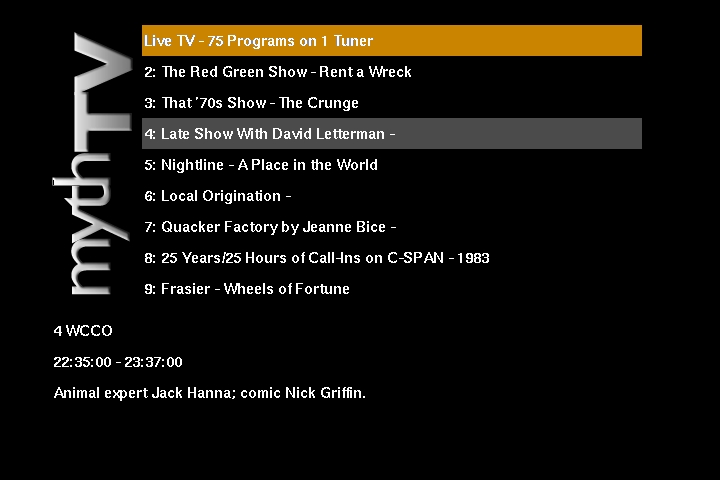 mythTV
Live TV - 75 Programs on 1 Tuner
2: The Red Green Show - Rent a Wreck
3: That '70s Show - The Crunge
4: Late Show With David Letterman -
5: Nightline - A Place in the World
6: Local Origination -
7: Quacker Factory by Jeanne Bice -
8: 25 Years/25 Hours of Call-Ins on C-SPAN - 1983
9: Frasier - Wheels of Fortune
4 WCCO
22:35:00 - 23:37:00
Animal expert Jack Hanna; comic Nick Griffin.